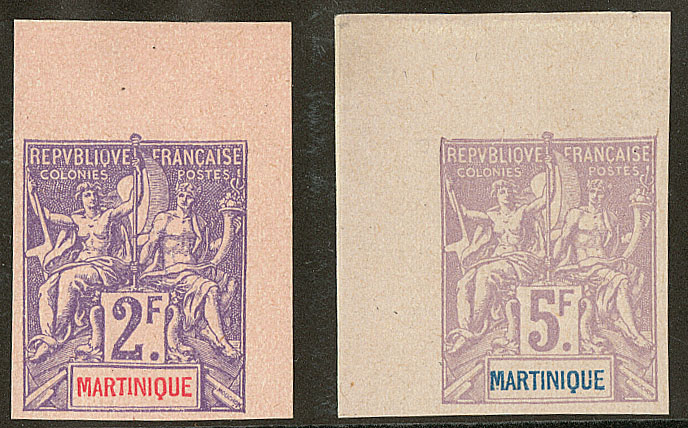 REPVBLIQVE FRANÇAISE
COLONIES POSTES
2F.
MARTINIQUE
REPVBLIQVE FRANÇAISE
COLONIES POSTES
5F.
MARTINIQUE